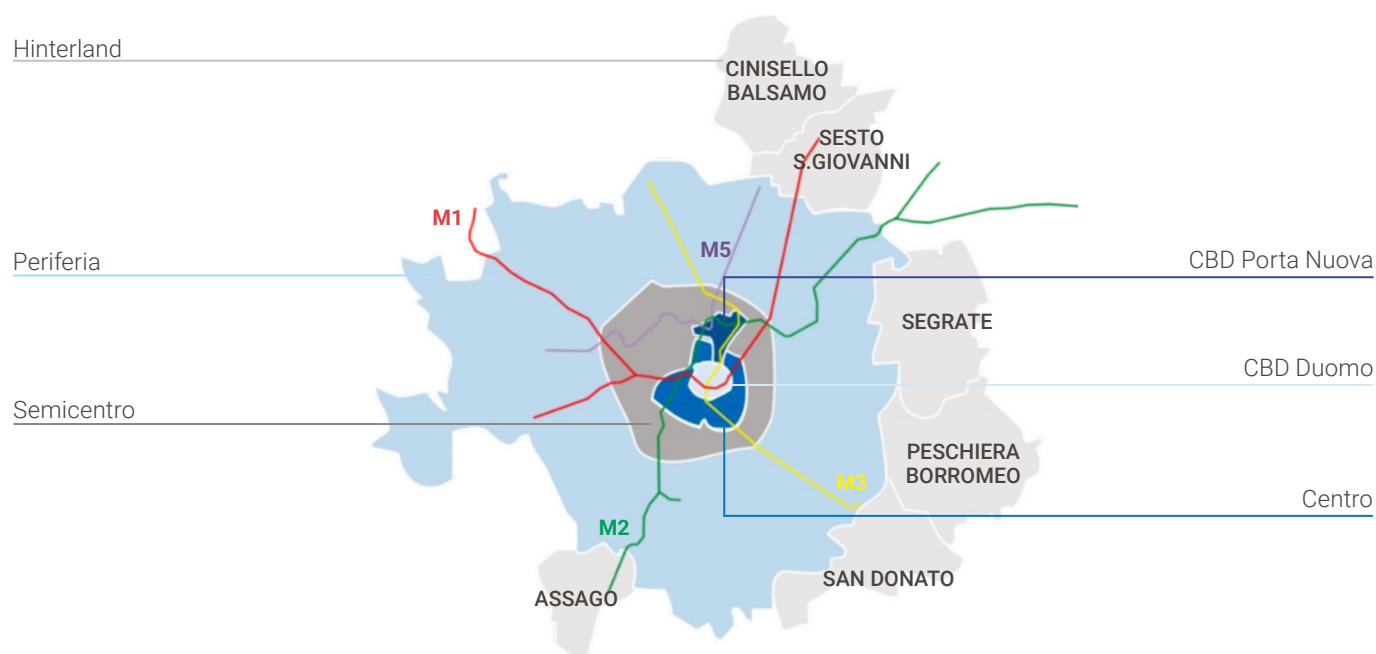 Hinterland
CINISELLO
BALSAMO
SESTO
S.GIOVANNI
M1
M5
Periferia
CBD Porta Nuova
SEGRATE
CBD Duomo
Semicentro
PESCHIERA
BORROMEO
M3
Centro
M2
SAN DONATO
ASSAGO